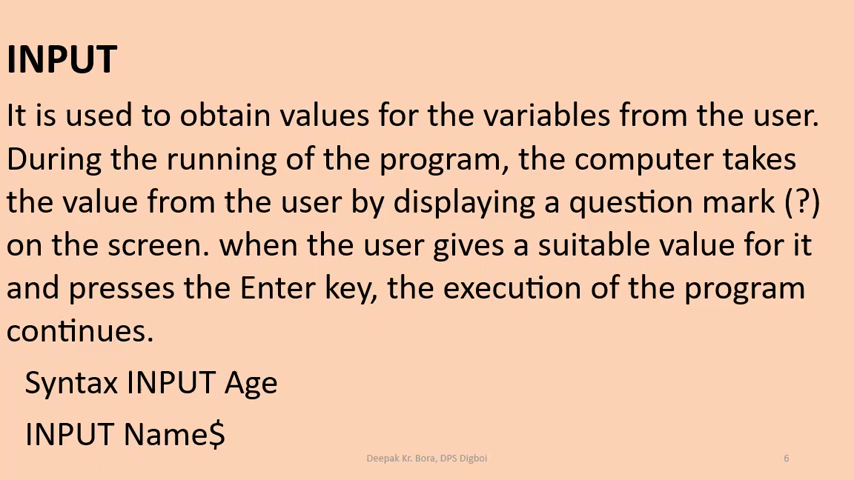 INPUT
It is used to obtain values for the variables from the user.
During the running of the program, the computer takes
the value from the user by displaying a question mark (?)
on the screen. when the user gives a suitable value for it
and presses the Enter key, the execution of the program
continues.
Syntax INPUT Age
INPUT Name$
Deepak Kr. Bora, DPS Digboi
6